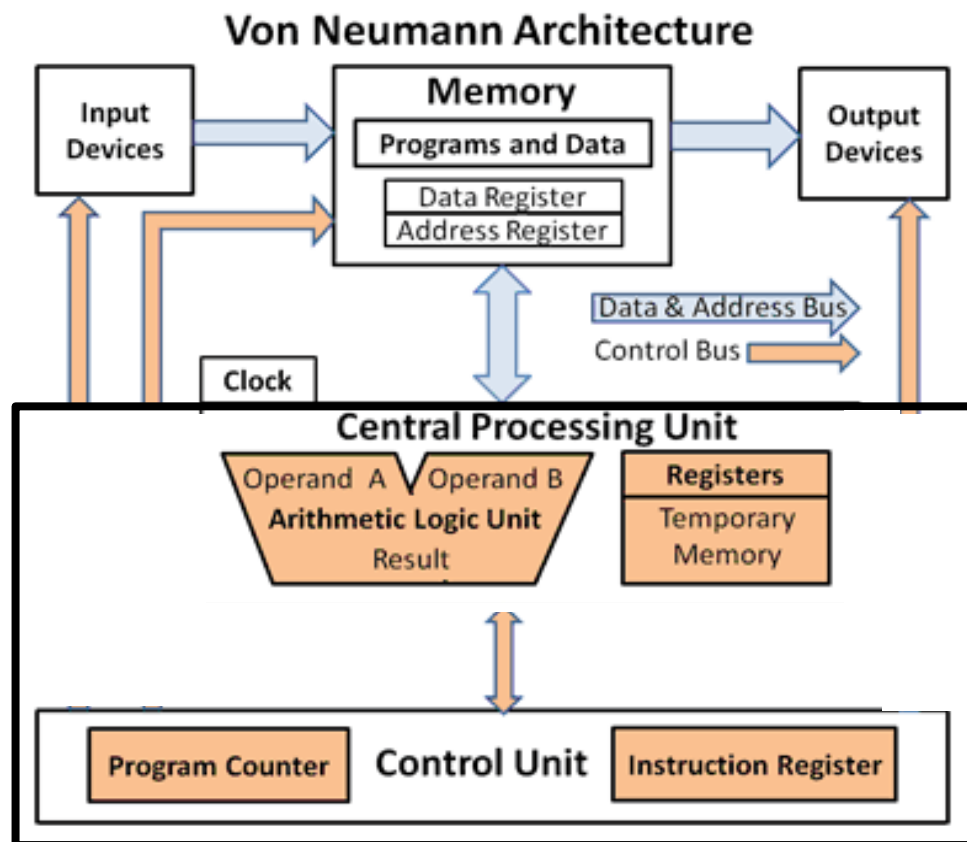 Von Neumann Architecture
Input
Devices
Memory
Programs and Data
Data Register
Address Register
Output
Devices
Data & Address Bus
Control Bus
Clock
Central Processing Unit
Operand A Operand B
Arithmetic Logic Unit
Result
Registers
Temporary
Memory
Program Counter
Control Unit
Instruction Register